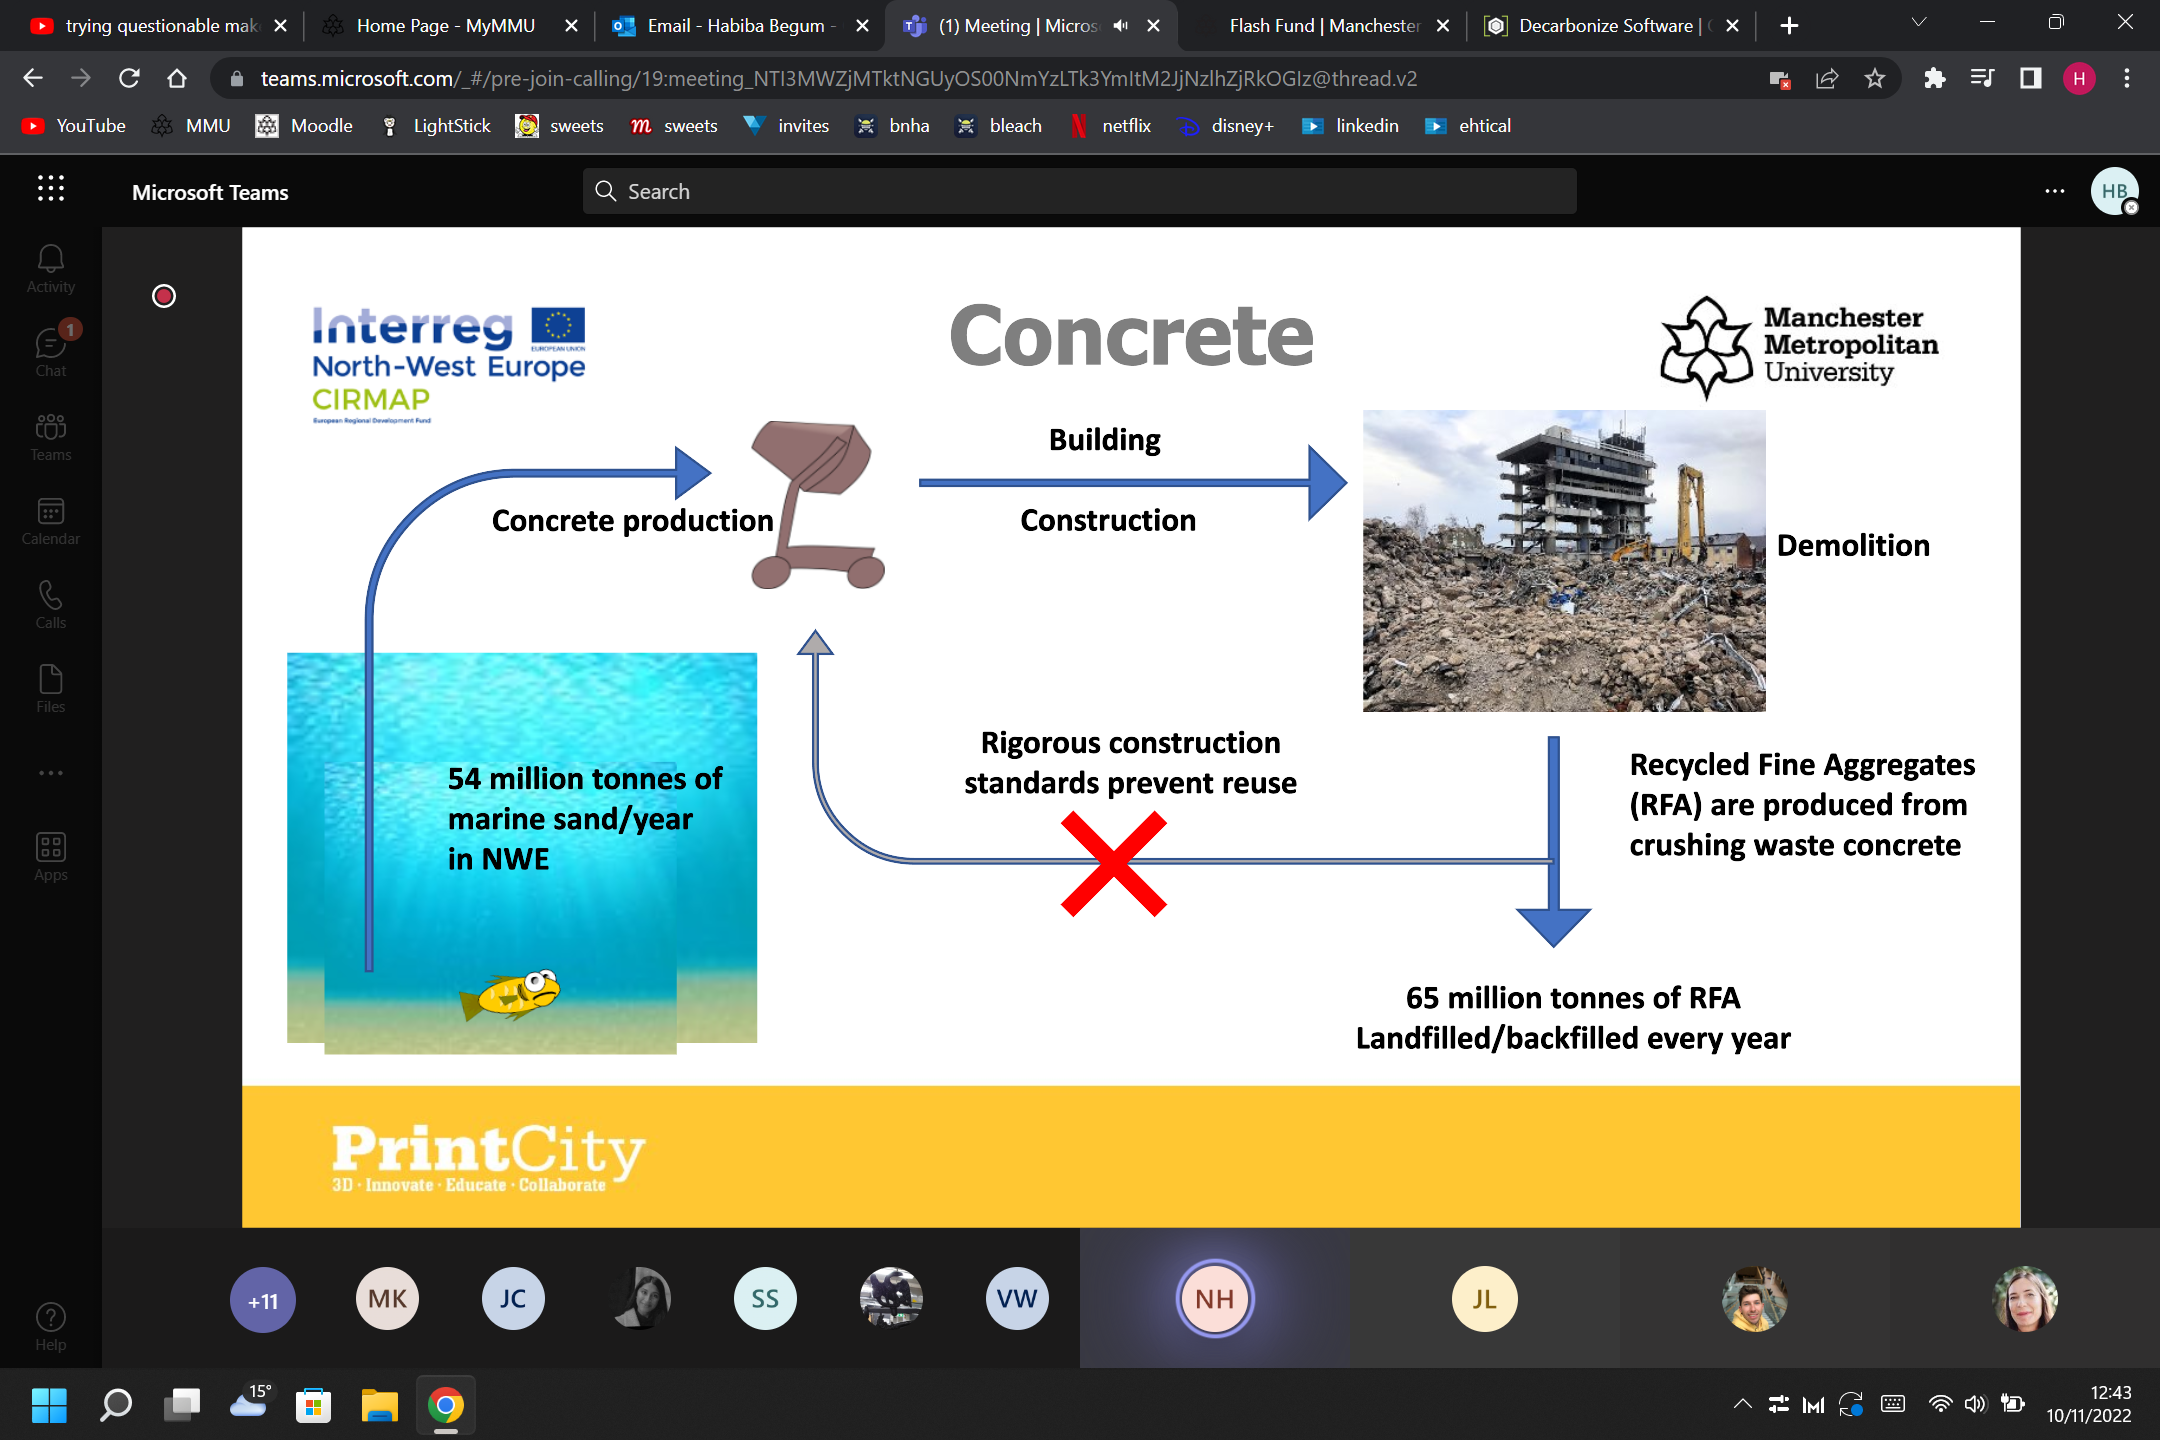 trying questionable mak
Home Page - MyMMU
Email - Habiba Begum -
(1) Meeting | Micros
Flash Fund | Manchester
Decarbonize Software |
teams.microsoft.com/_#/pre-join-calling/19:meeting_NTI3MWZjMTktNGUyOS00NmYzLTk3YmItM2JjNzlhZjRkOGIz@thread.v2
H
YouTube
MMU
Moodle
LightStick
sweets
m sweets
invites
bnha
bleach
netflix
disney+
linkedin
ehtical
Microsoft Teams
Search
HB
Activity
Chat
1
Teams
Calendar
Calls
Files
Apps
Help
Interreg
EUROPEAN UNION
North-West Europe
CIRMAP
European Regional Development Fund
Concrete
Manchester
Metropolitan
University
Building
Construction
Concrete production
Demolition
54 million tonnes of
marine sand/year
in NWE
Rigorous construction
standards prevent reuse
Recycled Fine Aggregates
(RFA) are produced from
crushing waste concrete
65 million tonnes of RFA
Landfilled/backfilled every year
PrintCity
3D · Innovate · Educate · Collaborate
+11
MK
JC
SS
VW
NH
JL
15°
12:43
10/11/2022